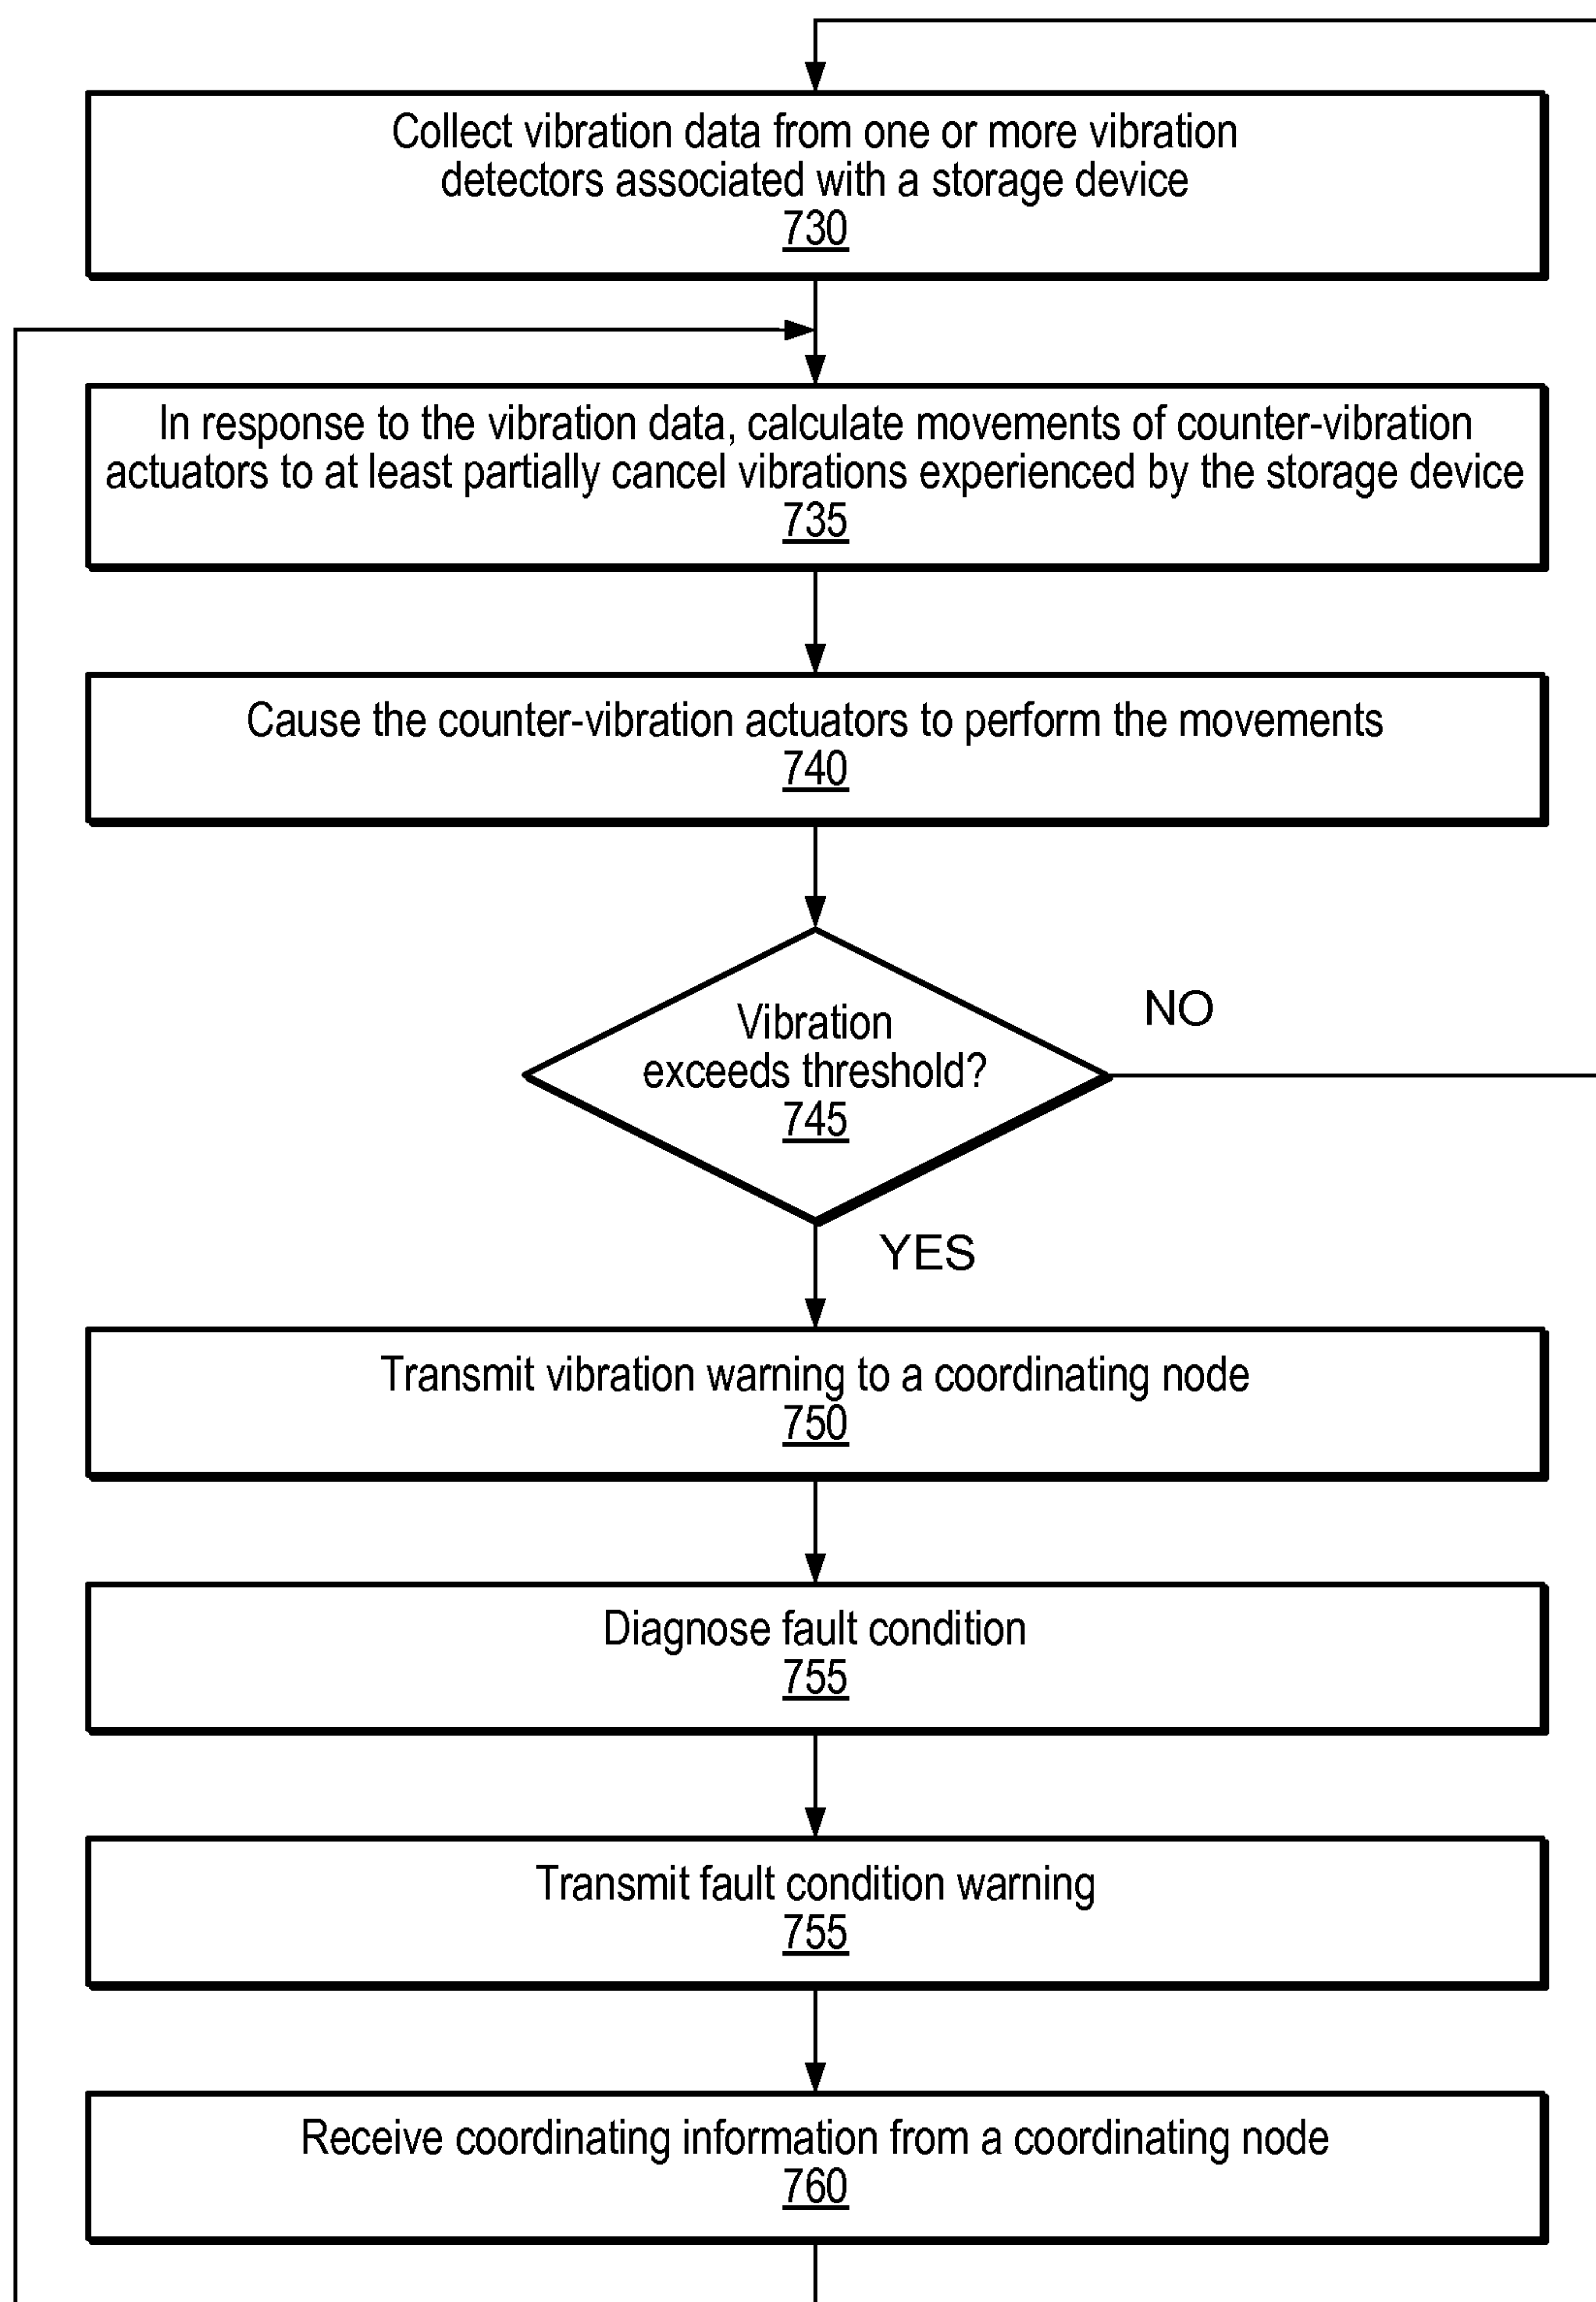 Collect vibration data from one or more vibration
detectors associated with a storage device
730
In response to the vibration data, calculate movements of counter-vibration
actuators to at least partially cancel vibrations experienced by the storage device
735
Cause the counter-vibration actuators to perform the movements
740
Vibration
exceeds threshold?
745
NO
YES
Transmit vibration warning to a coordinating node
750
Diagnose fault condition
755
Transmit fault condition warning
755
Receive coordinating information from a coordinating node
760